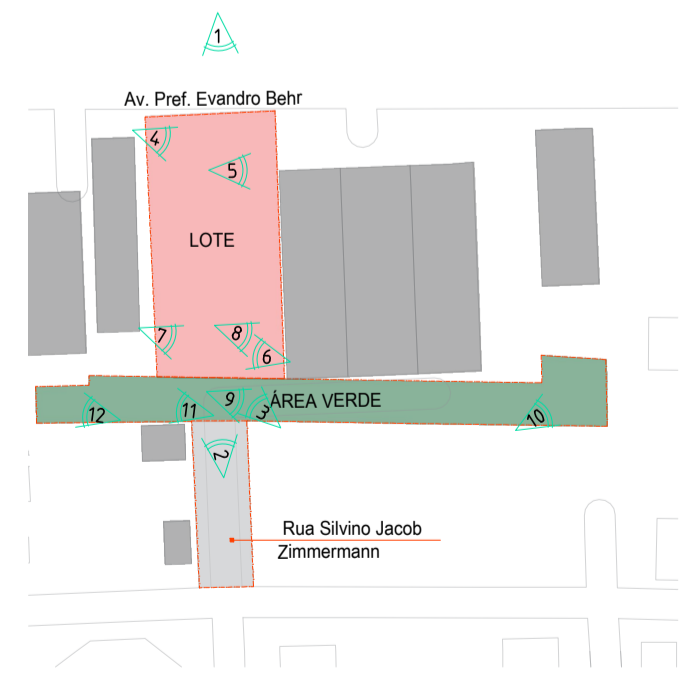 1
Av. Pref. Evandro Behr
4
5
LOTE
7
8
6
12
11
9
3
ÁREA VERDE
10
2
Rua Silvino Jacob
Zimmermann